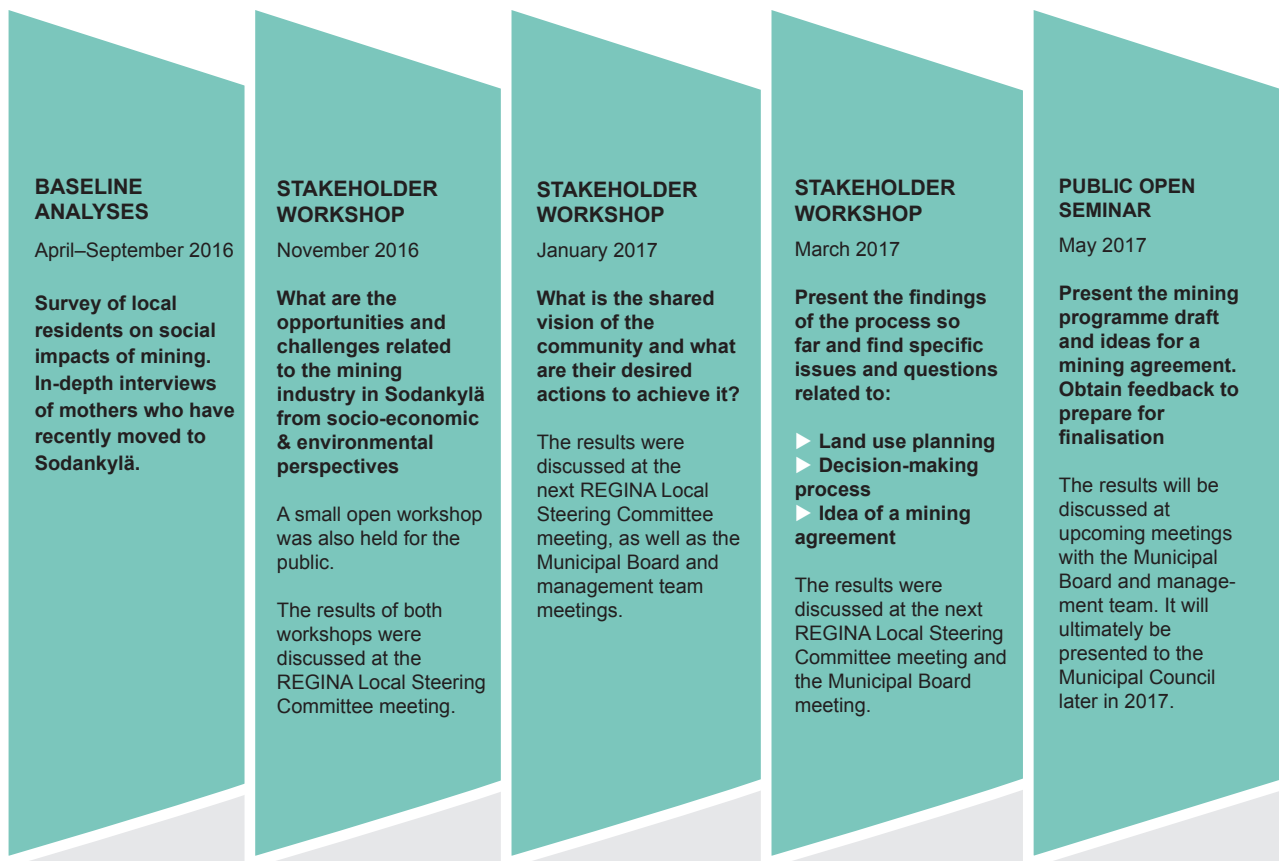 BASELINE
ANALYSES
April–September 2016
Survey of local
residents on social
impacts of mining.
In-depth interviews
of mothers who have
recently moved to
Sodankylä.
STAKEHOLDER
WORKSHOP
November 2016
What are the
opportunities and
challenges related
to the mining
industry in Sodankylä
from socio-economic
& environmental
perspectives
A small open workshop
was also held for the
public.
The results of both
workshops were
discussed at the
REGINA Local Steering
Committee meeting.
STAKEHOLDER
WORKSHOP
January 2017
What is the shared
vision of the
community and what
are their desired
actions to achieve it?
The results were
discussed at the
next REGINA Local
Steering Committee
meeting, as well as the
Municipal Board and
management team
meetings.
STAKEHOLDER
WORKSHOP
March 2017
Present the findings
of the process so
far and find specific
issues and questions
related to:
▶ Land use planning
▶ Decision-making
process
▶ Idea of a mining
agreement
The results were
discussed at the next
REGINA Local Steering
Committee meeting and
the Municipal Board
meeting.
PUBLIC OPEN
SEMINAR
May 2017
Present the mining
programme draft
and ideas for a
mining agreement.
Obtain feedback to
prepare for
finalisation
The results will be
discussed at
upcoming meetings
with the Municipal
Board and manage-
ment team. It will
ultimately be
presented to the
Municipal Council
later in 2017.